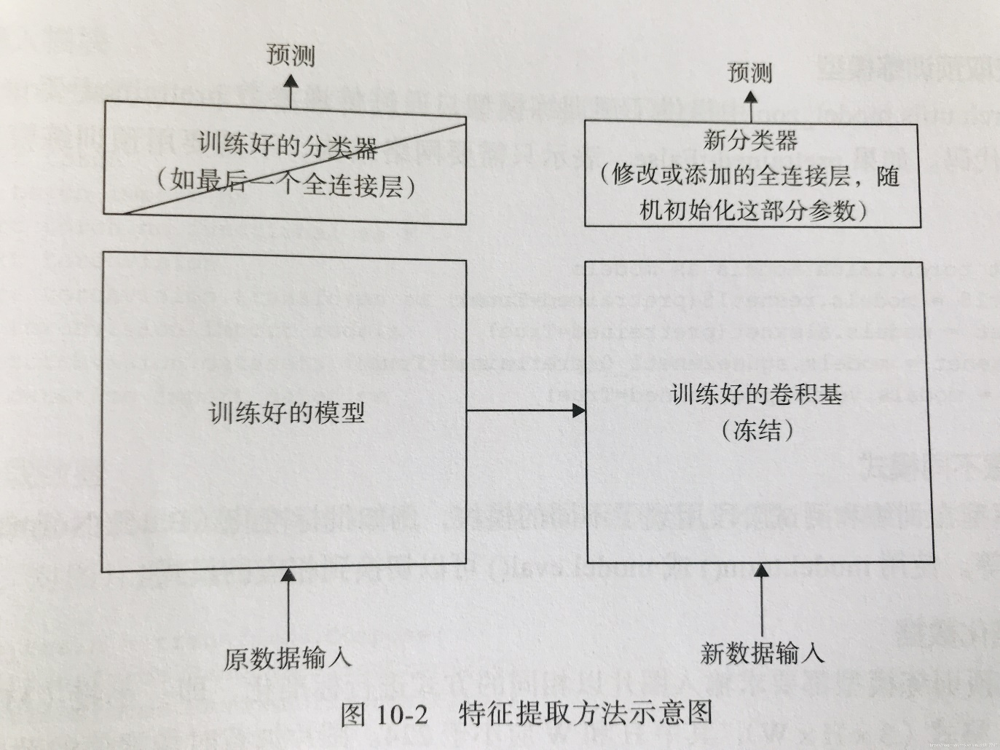 预测
训练好的分类器
（如最后一个全连接层）
训练好的模型
原数据输入
预测
新分类器
（修改或添加的全连接层，随
机初始化这部分参数）
训练好的卷积基
（冻结）
新数据输入
图 10-2 特征提取方法示意图